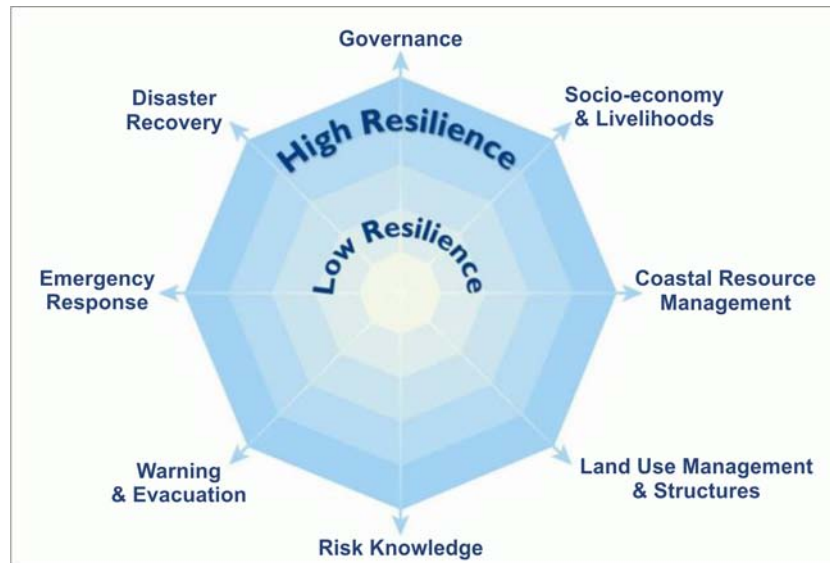 Governance
Disaster
Recovery
Socio-economy
& Livelihoods
High Resilience
Low Resilience
Emergency
Response
Coastal Resource
Management
Warning
& Evacuation
Land Use Management
& Structures
Risk Knowledge